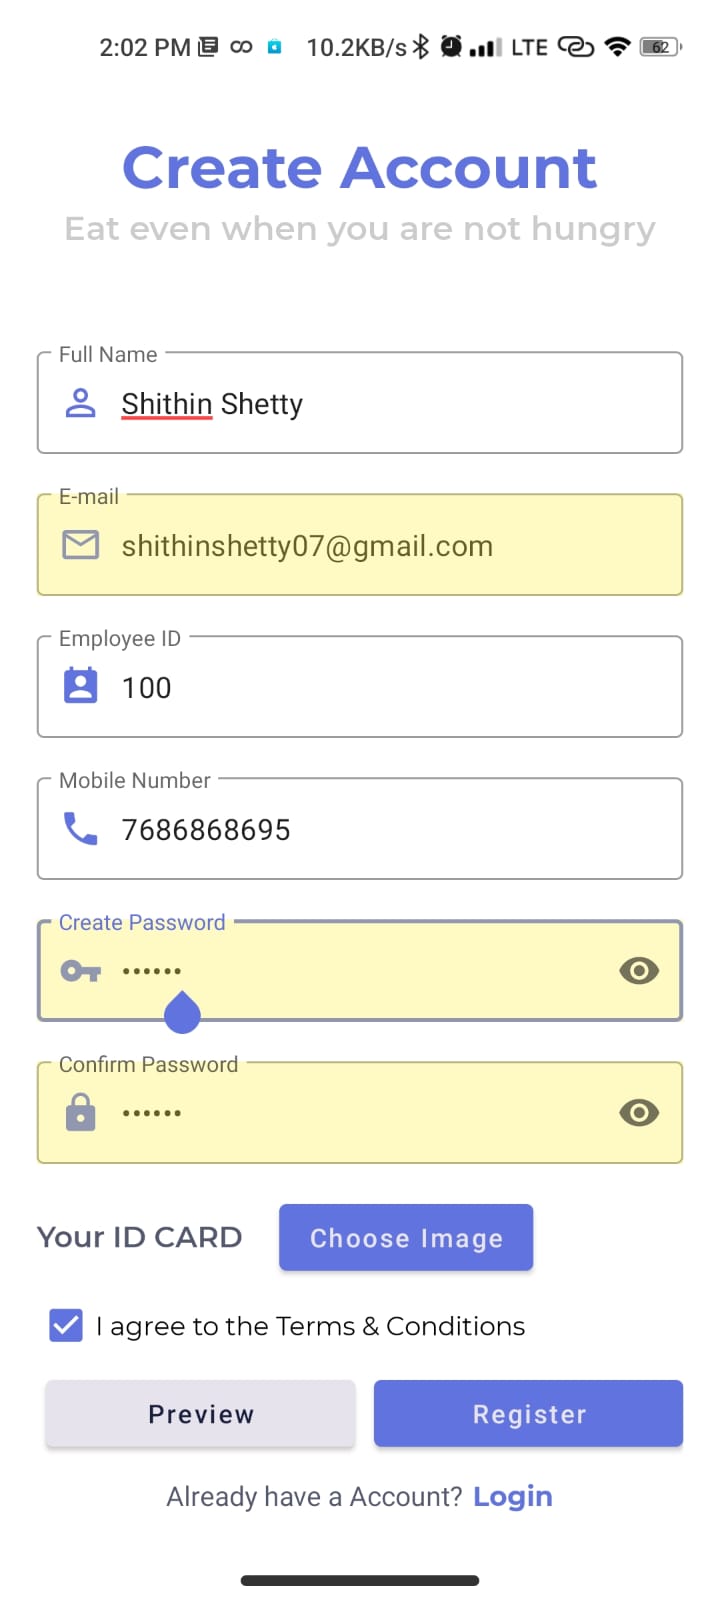 2:02 PM 10.2KB/s LTE 62
Create Account
Eat even when you are not hungry
Full Name
Shithin Shetty
E-mail
shithinshetty07@gmail.com
Employee ID
100
Mobile Number
7686868695
Create Password
••••••
Confirm Password
••••••
Your ID CARD Choose Image
I agree to the Terms & Conditions
Preview Register
Already have a Account? Login